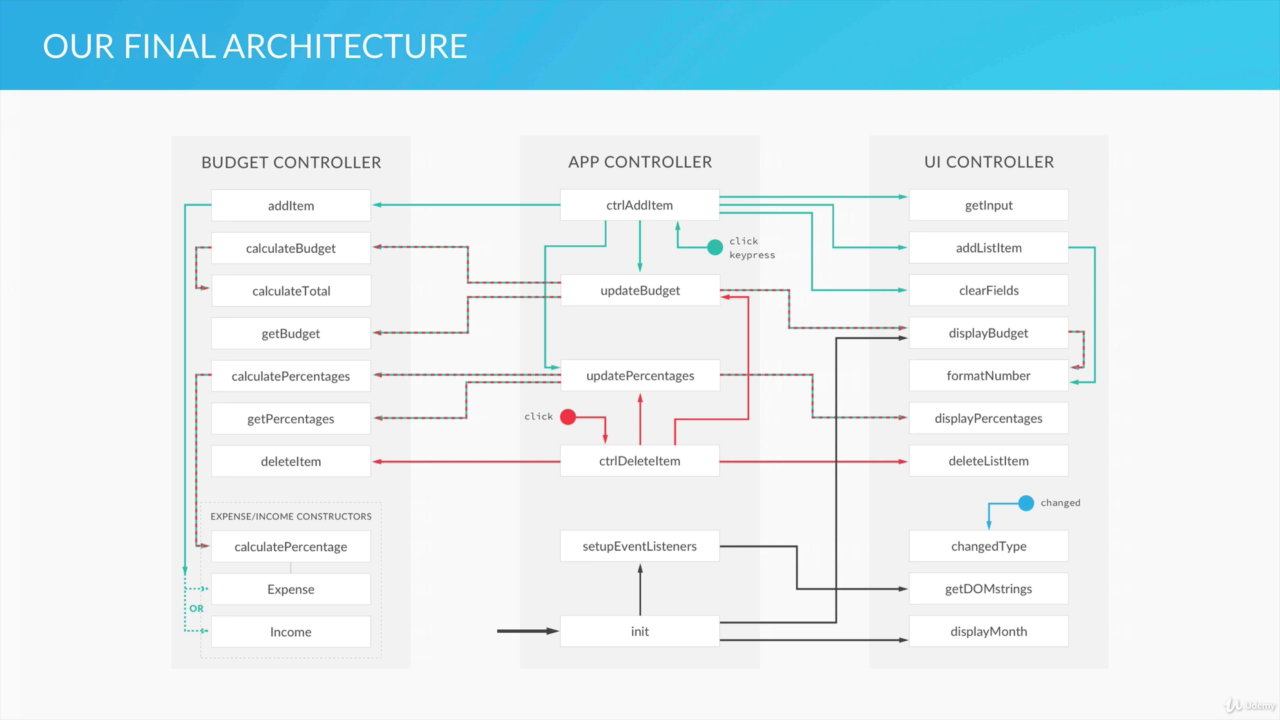 OUR FINAL ARCHITECTURE
BUDGET CONTROLLER
addItem
calculateBudget
calculateTotal
getBudget
calculatePercentages
getPercentages
deleteItem
EXPENSE/INCOME CONSTRUCTORS
calculatePercentage
Expense
OR
Income
APP CONTROLLER
ctrlAddItem
click
keypress
updateBudget
updatePercentages
click
ctrlDeleteItem
setupEventListeners
init
UI CONTROLLER
getInput
addListItem
clearFields
displayBudget
formatNumber
displayPercentages
deleteListItem
changed
changedType
getDOMstrings
displayMonth
Udemy